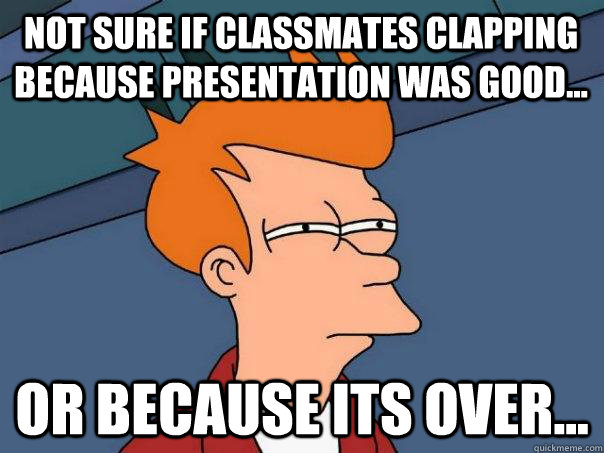 NOT SURE IF CLASSMATES CLAPPING
BECAUSE PRESENTATION WAS GOOD...
OR BECAUSE ITS OVER...
quickmeme.com